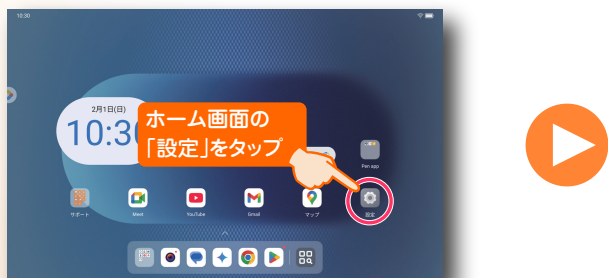 10:30
2月1日(日)
10:30
ホーム画面の
「設定」をタップ
Pen app
サポート
Meet
YouTube
Gmail
マップ
設定